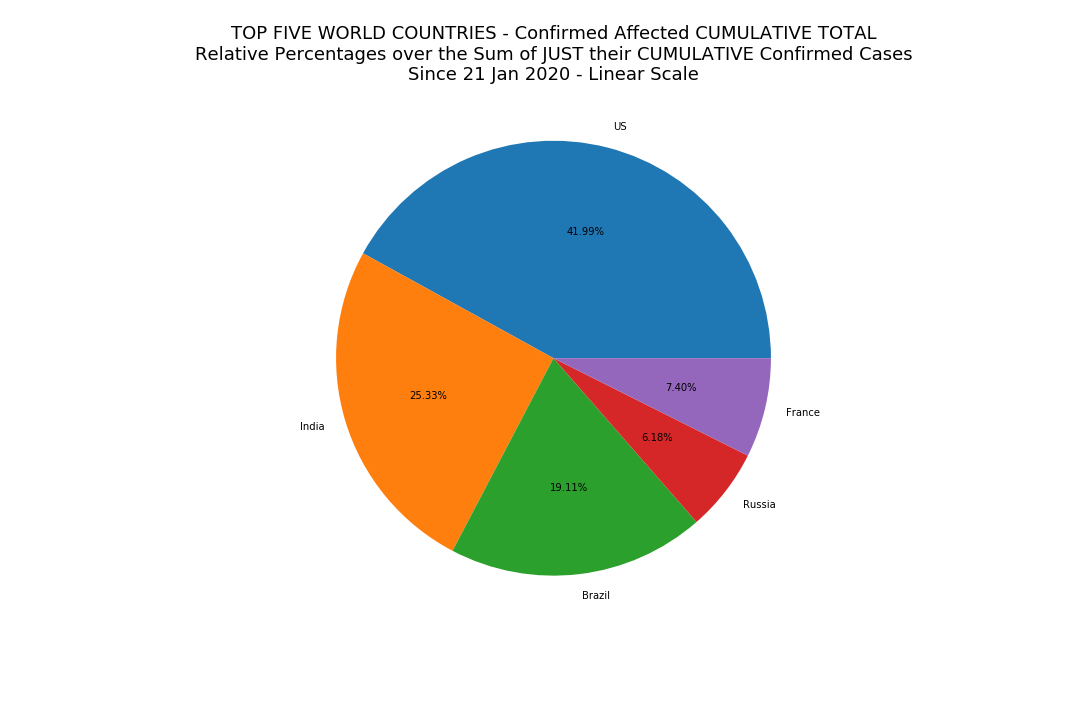 TOP FIVE WORLD COUNTRIES - Confirmed Affected CUMULATIVE TOTAL
Relative Percentages over the Sum of JUST their CUMULATIVE Confirmed Cases
Since 21 Jan 2020 - Linear Scale
US
41.99%
7.40%
25.33%
France
India
6.18%
19.11%
Russia
Brazil